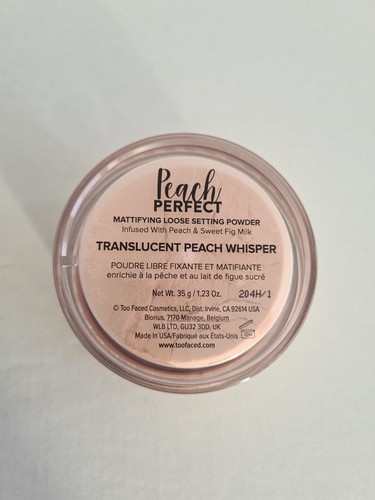 Peach
PERFECT
MATTIFYING LOOSE SETTING POWDER
Infused With Peach & Sweet Fig Milk
TRANSLUCENT PEACH WHISPER
POUDRE LIBRE FIXANTE ET MATIFIANTE
enrichie à la pêche et au lait de figue sucré
Net Wt. 35 g / 1.23 Oz. 204H/1
© Too Faced Cosmetics, LLC, Dist. Irvine, CA 92614 USA
Blorius, 7170 Manage, Belgium
WLB LTD, GU32 3DD, UK
Made In USA/Fabriqué aux États-Unis
www.toofaced.com